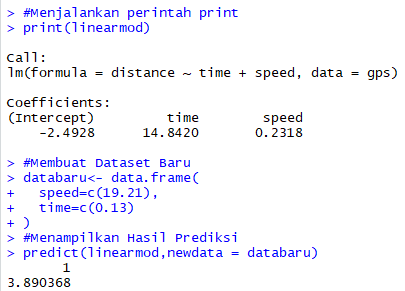 > #Menjalankan perintah print
> print(linearmod)
Call:
lm(formula = distance ~ time + speed, data = gps)
Coefficients:
(Intercept)         time        speed
    -2.4928      14.8420       0.2318
> #Membuat Dataset Baru
> databaru<- data.frame(
+   speed=c(19.21),
+   time=c(0.13)
+ )
> #Menampilkan Hasil Prediksi
> predict(linearmod,newdata = databaru)
       1
3.890368